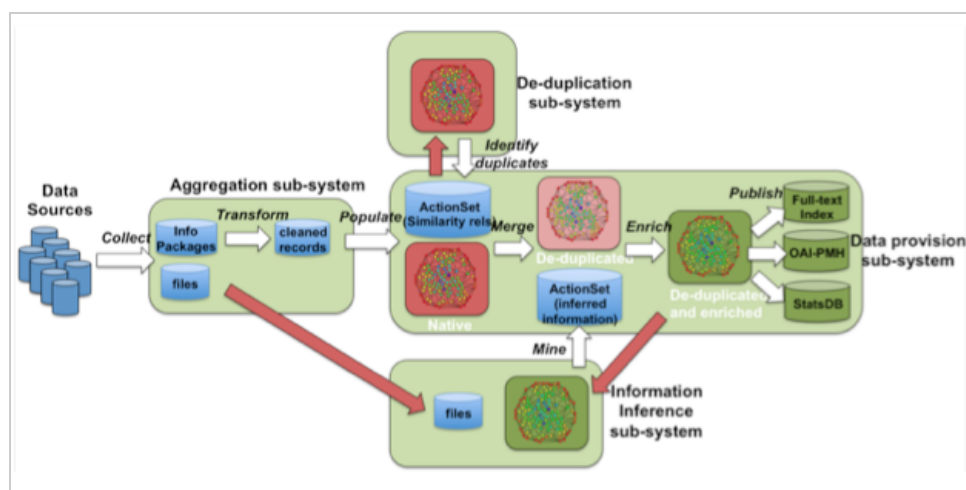 De-duplication
sub-system
Identify
duplicates
Data
Sources
Collect
Aggregation sub-system
Transform
Info
Packages
cleaned
records
files
Populate
ActionSet
(Similarity rels)
Native
Merge
De-duplicated
ActionSet
(inferred
information)
Enrich
De-duplicated
and enriched
Publish
Full-text
Index
OAI-PMH
StatsDB
Data provision
sub-system
Mine
files
Information
Inference
sub-system